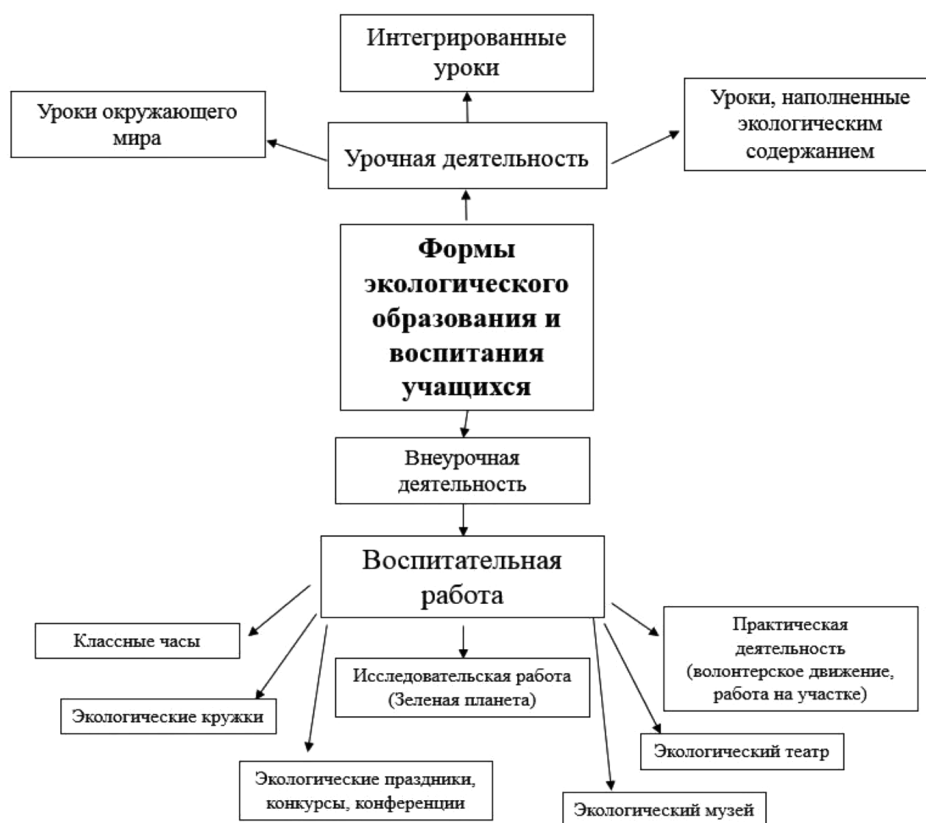 Интегрированные
уроки
Уроки окружающего
мира
Уроки, наполненные
экологическим
содержанием
Урочная деятельность
Формы
экологического
образования и
воспитания
учащихся
Внеурочная
деятельность
Воспитательная
работа
Классные часы
Исследовательская работа
(Зеленая планета)
Практическая
деятельность
(волонтерское движение,
работа на участке)
Экологические кружки
Экологический театр
Экологические праздники,
конкурсы, конференции
Экологический музей